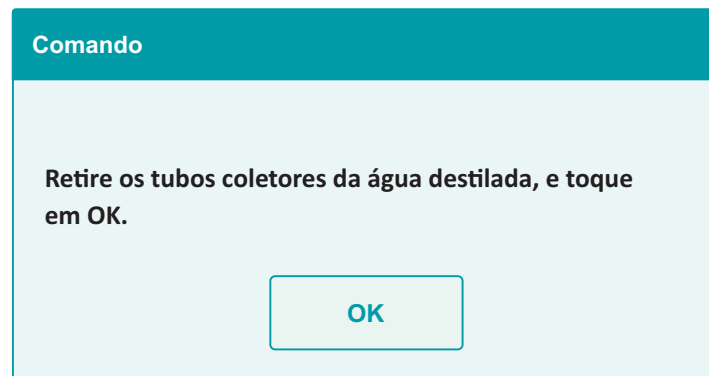 Comando
Retire os tubos coletores da água destilada, e toque
em OK.
OK